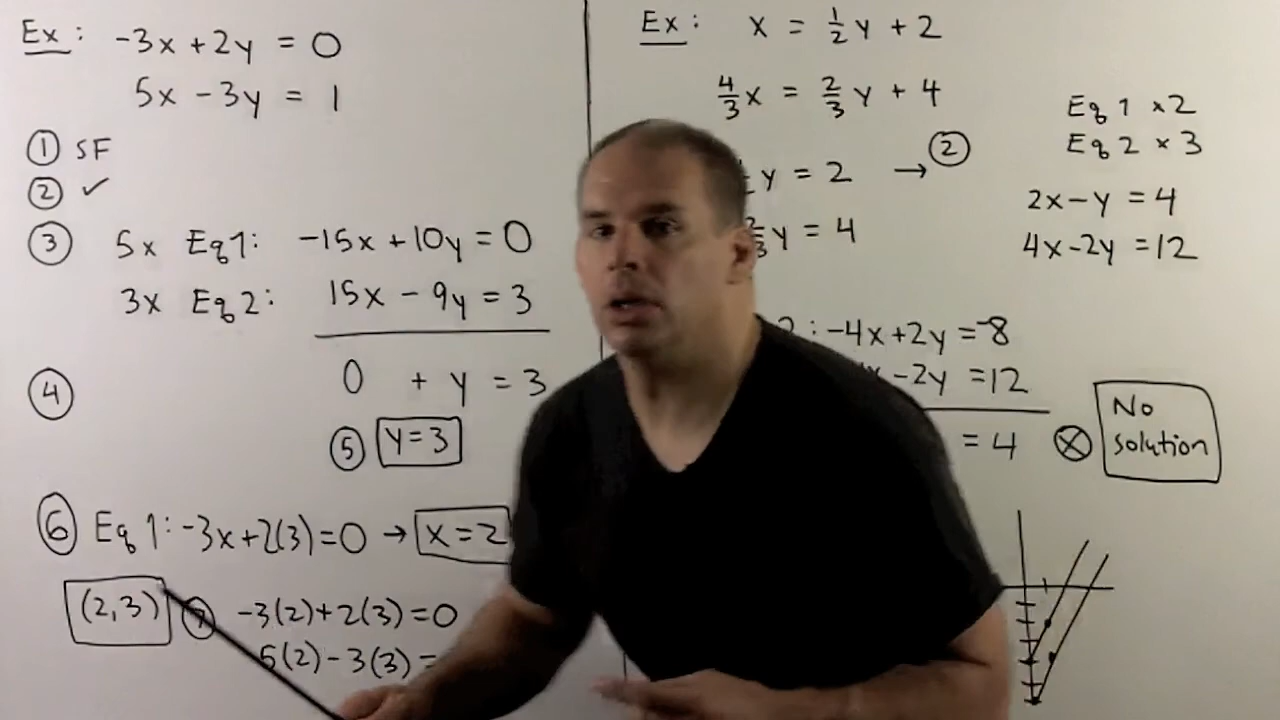 Ex: -3x + 2y = 0
5x - 3y = 1
① SF
② ✓
③ 5x Eq1: -15x + 10y = 0
3x Eq2: 15x - 9y = 3
④ 0 + y = 3
⑤ y = 3
⑥ Eq 1: -3x + 2(3) = 0 → x = 2
(2,3) ⑦ -3(2) + 2(3) = 0
5(2) - 3(3) =
Ex: x = 1/2 y + 2
4/3 x = 2/3 y + 4
y = 2 → ②
y = 4
Eq 1 x 2
Eq 2 x 3
2x - y = 4
4x - 2y = 12
2: -4x + 2y = -8
- 2y = 12
= 4 ⊗
No
solution